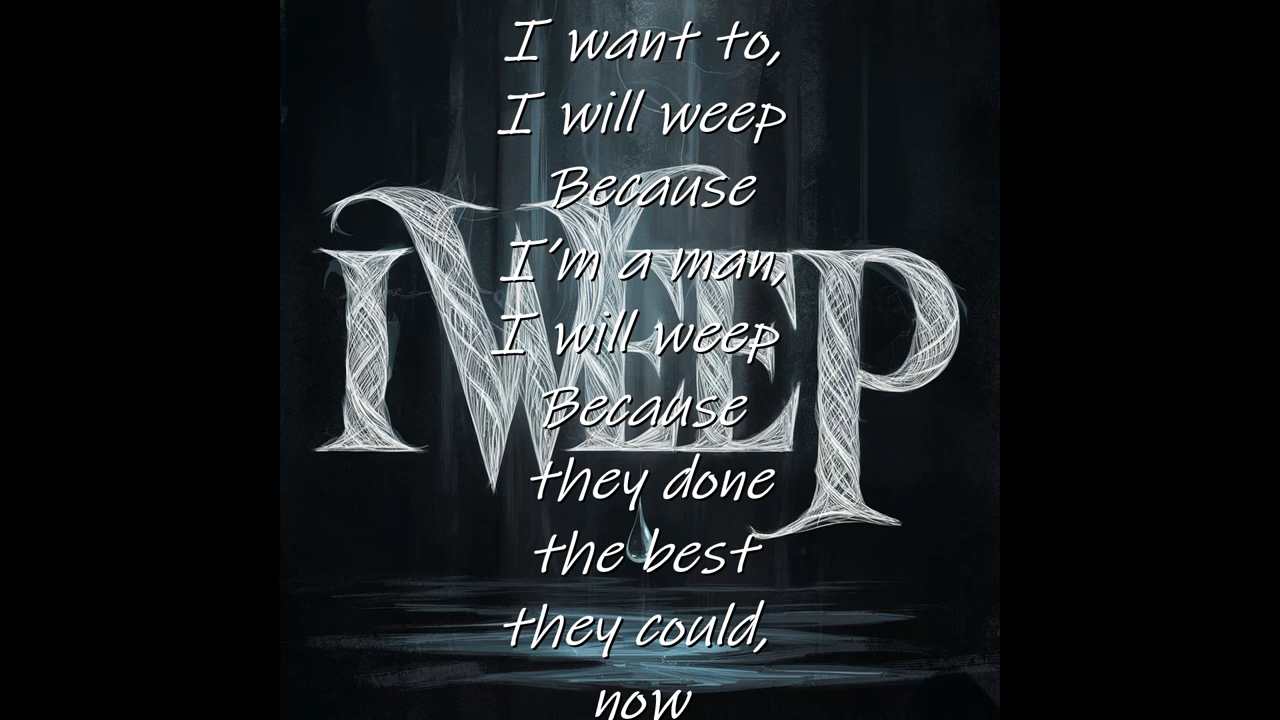 I want to,
I will weep
Because
iWEEP
I'm a man,
I will weep
Because
they done
the best
they could,
now